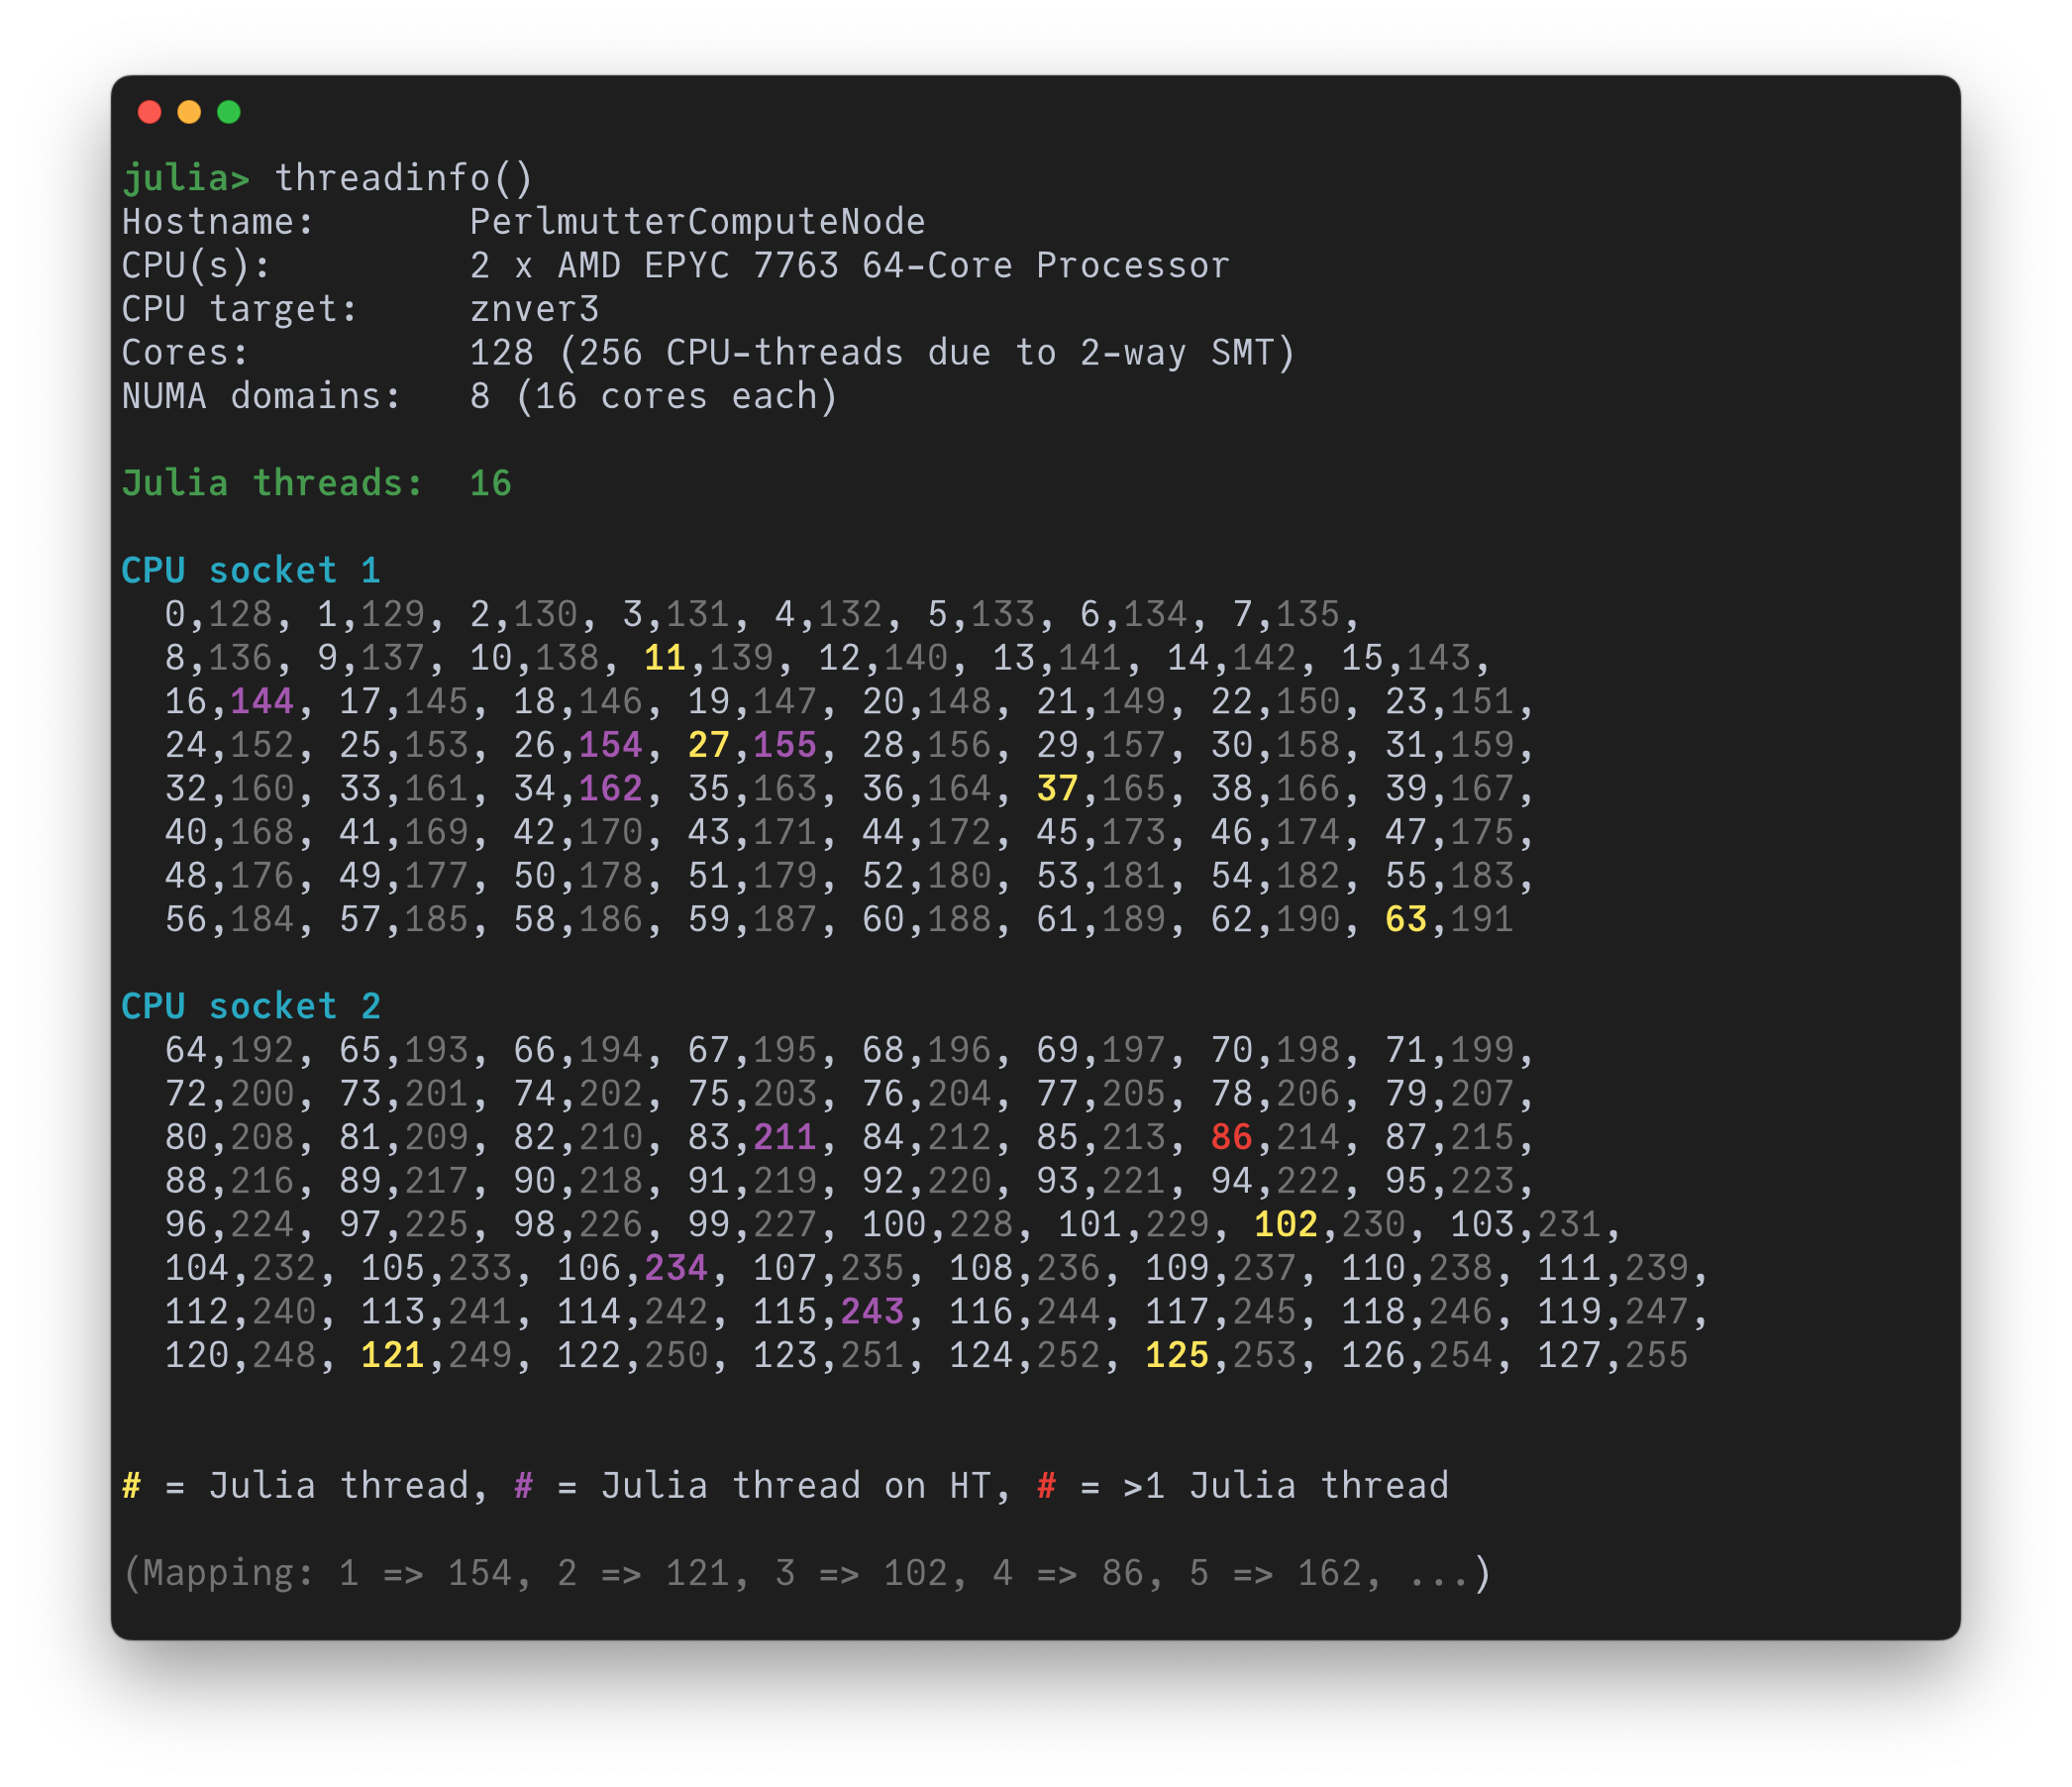 julia> threadinfo()
Hostname:       PerlmutterComputeNode
CPU(s):         2 x AMD EPYC 7763 64-Core Processor
CPU target:     znver3
Cores:          128 (256 CPU-threads due to 2-way SMT)
NUMA domains:   8 (16 cores each)
Julia threads:  16
CPU socket 1
  0,128, 1,129, 2,130, 3,131, 4,132, 5,133, 6,134, 7,135,
  8,136, 9,137, 10,138, 11,139, 12,140, 13,141, 14,142, 15,143,
  16,144, 17,145, 18,146, 19,147, 20,148, 21,149, 22,150, 23,151,
  24,152, 25,153, 26,154, 27,155, 28,156, 29,157, 30,158, 31,159,
  32,160, 33,161, 34,162, 35,163, 36,164, 37,165, 38,166, 39,167,
  40,168, 41,169, 42,170, 43,171, 44,172, 45,173, 46,174, 47,175,
  48,176, 49,177, 50,178, 51,179, 52,180, 53,181, 54,182, 55,183,
  56,184, 57,185, 58,186, 59,187, 60,188, 61,189, 62,190, 63,191
CPU socket 2
  64,192, 65,193, 66,194, 67,195, 68,196, 69,197, 70,198, 71,199,
  72,200, 73,201, 74,202, 75,203, 76,204, 77,205, 78,206, 79,207,
  80,208, 81,209, 82,210, 83,211, 84,212, 85,213, 86,214, 87,215,
  88,216, 89,217, 90,218, 91,219, 92,220, 93,221, 94,222, 95,223,
  96,224, 97,225, 98,226, 99,227, 100,228, 101,229, 102,230, 103,231,
  104,232, 105,233, 106,234, 107,235, 108,236, 109,237, 110,238, 111,239,
  112,240, 113,241, 114,242, 115,243, 116,244, 117,245, 118,246, 119,247,
  120,248, 121,249, 122,250, 123,251, 124,252, 125,253, 126,254, 127,255
# = Julia thread, # = Julia thread on HT, # = >1 Julia thread
(Mapping: 1 => 154, 2 => 121, 3 => 102, 4 => 86, 5 => 162, ...)